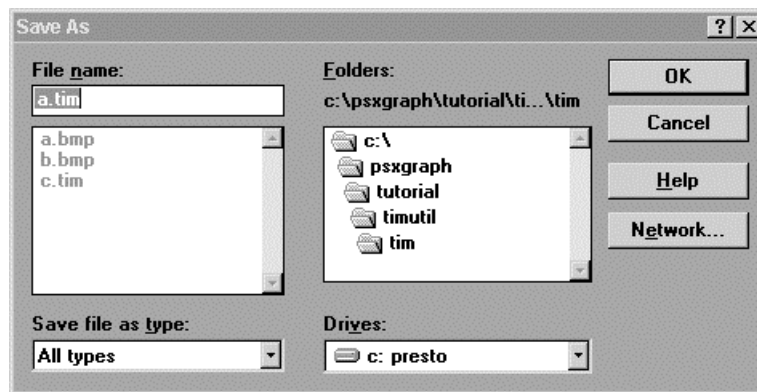 Save As
File name:
a.tim
a.bmp
b.bmp
c.tim
Save file as type:
All types
Folders:
c:\psxgraph\tutorial\ti...\tim
c:\
psxgraph
tutorial
timutil
tim
Drives:
c: presto
OK
Cancel
Help
Network...